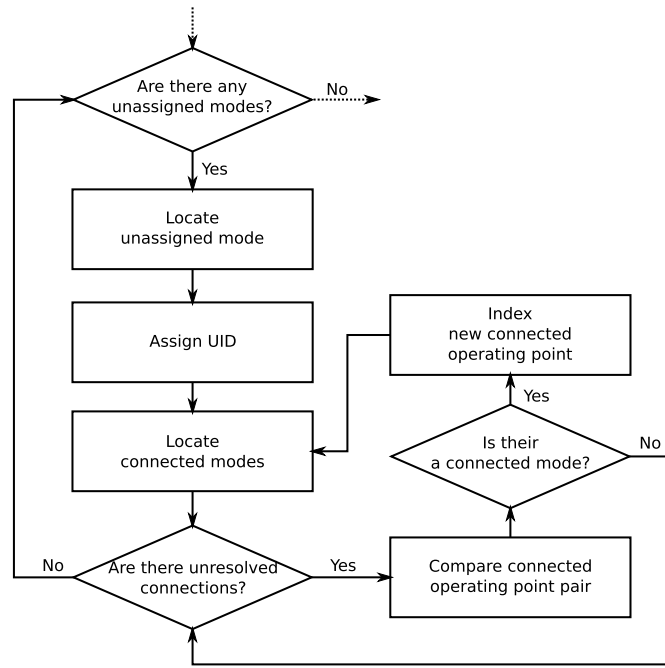 Are there any
unassigned modes?
No
Yes
Locate
unassigned mode
Assign UID
Index
new connected
operating point
Yes
Locate
connected modes
Is their
a connected mode?
No
Are there unresolved
connections?
No
Yes
Compare connected
operating point pair